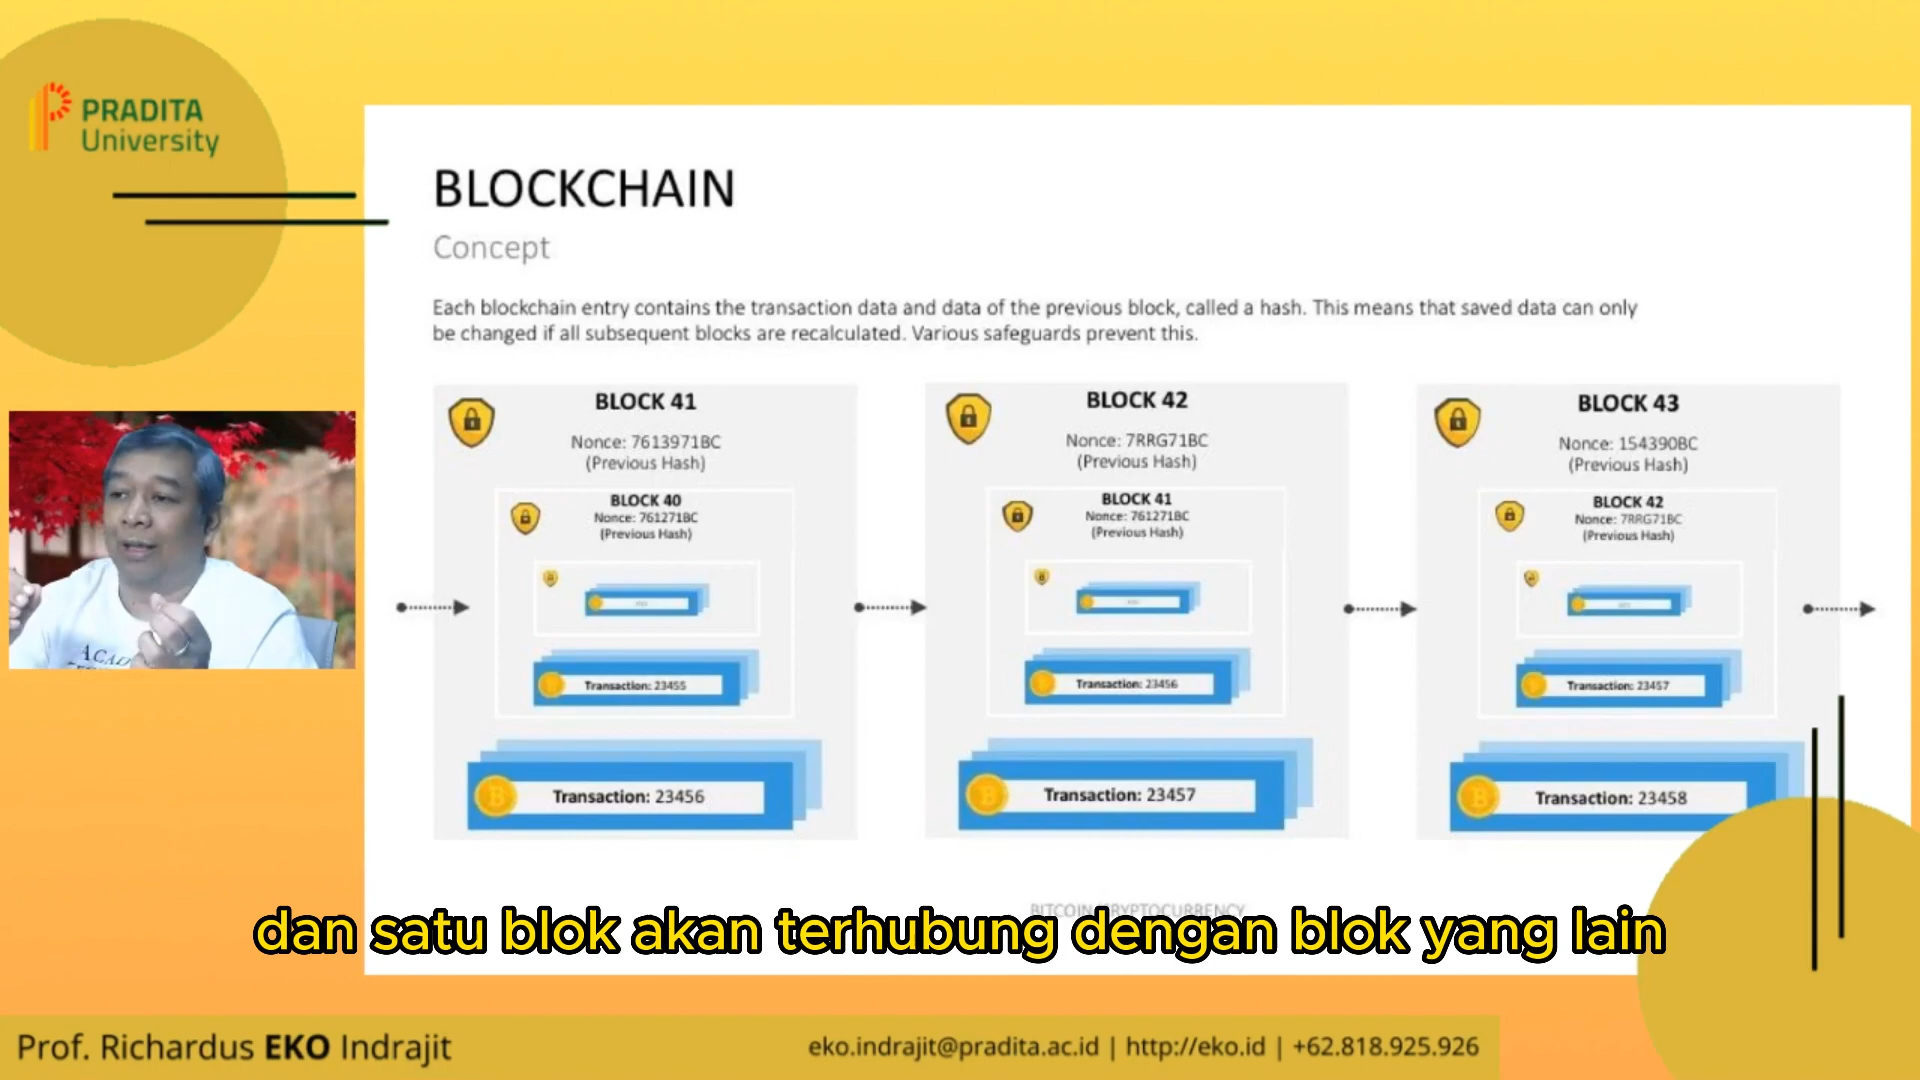 PRADITA
University
BLOCKCHAIN
Concept
Each blockchain entry contains the transaction data and data of the previous block, called a hash. This means that saved data can only
be changed if all subsequent blocks are recalculated. Various safeguards prevent this.
BLOCK 41
Nonce: 7613971BC
(Previous Hash)
BLOCK 40
Nonce: 761271BC
(Previous Hash)
Transaction: 23455
Transaction: 23456
BLOCK 42
Nonce: 7RRG71BC
(Previous Hash)
BLOCK 41
Nonce: 761271BC
(Previous Hash)
Transaction: 23456
Transaction: 23457
BLOCK 43
Nonce: 154390BC
(Previous Hash)
BLOCK 42
Nonce: 7RRG71BC
(Previous Hash)
Transaction: 23457
Transaction: 23458
BITCOIN CRYPTOCURRENCY
dan satu blok akan terhubung dengan blok yang lain
Prof. Richardus EKO Indrajit
eko.indrajit@pradita.ac.id | http://eko.id | +62.818.925.926